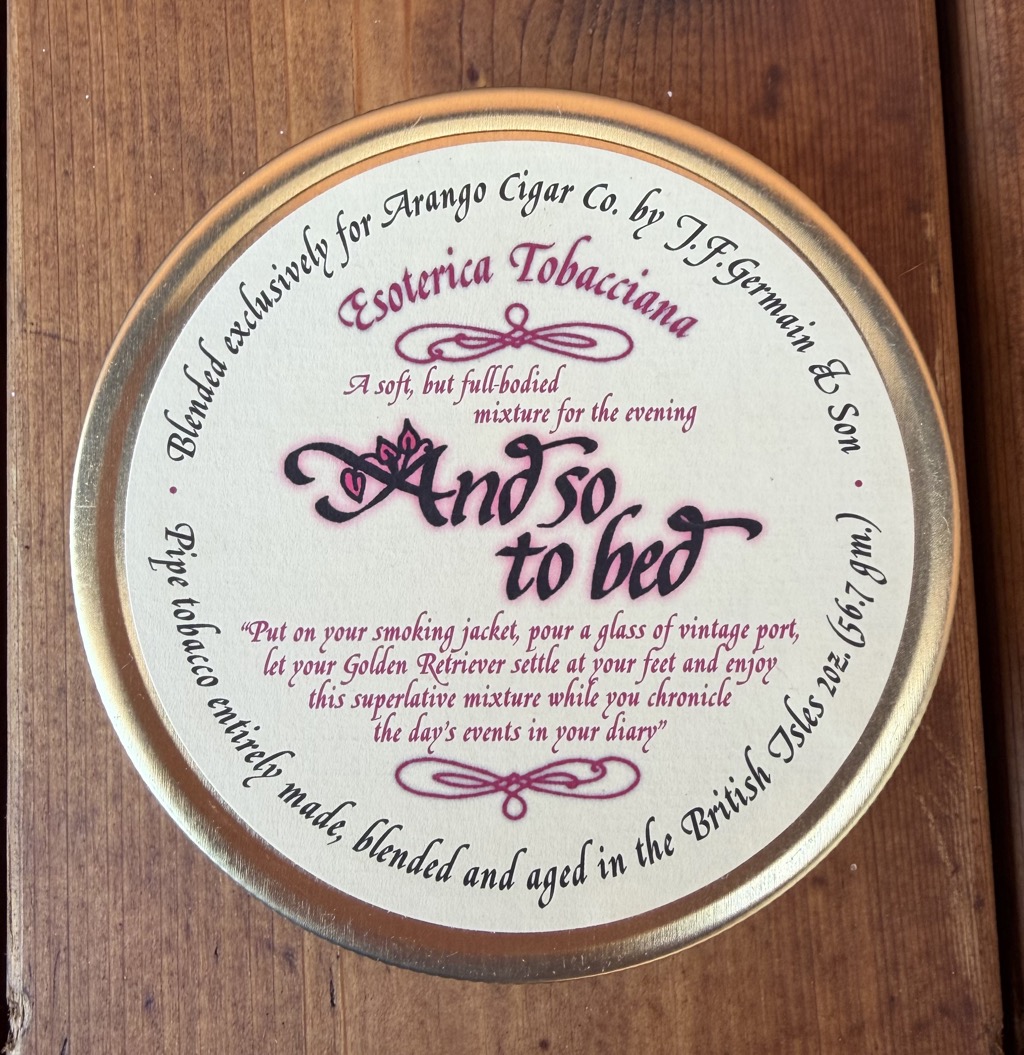 Blended exclusively for Arango Cigar Co. by J.F.Germain & Son
Esoterica Tobacciana
A soft, but full-bodied
mixture for the evening
And so
to bed
“Put on your smoking jacket, pour a glass of vintage port,
let your Golden Retriever settle at your feet and enjoy
this superlative mixture while you chronicle
the day's events in your diary”
Pipe tobacco entirely made, blended and aged in the British Isles 2oz. (56.7 gm.)